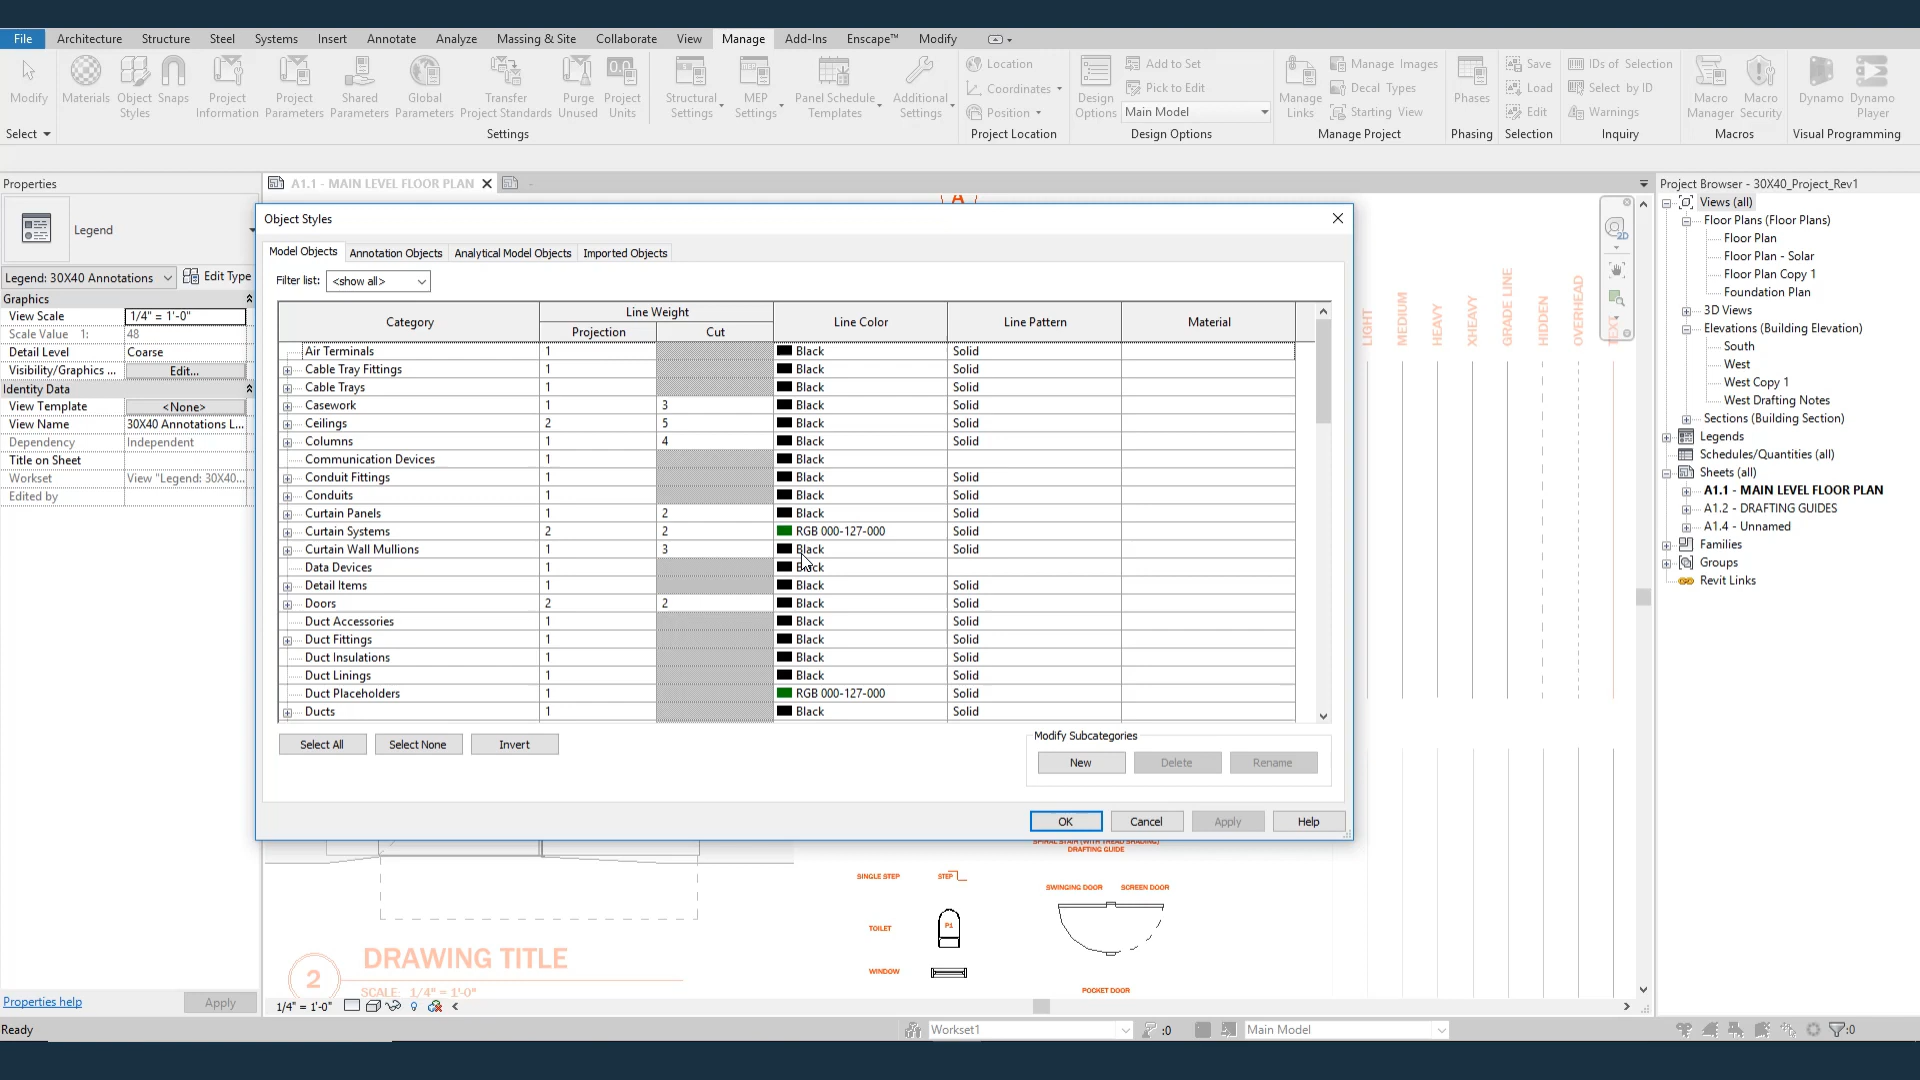 File Architecture Structure Steel Systems Insert Annotate Analyze Massing & Site Collaborate View Manage Add-Ins Enscape™ Modify
Modify
Materials
Object Styles
Snaps
Project Information
Project Parameters
Shared Parameters
Global Parameters
Transfer Project Standards
Purge Unused
Project Units
Structural Settings
MEP Settings
Panel Schedule Templates
Additional Settings
Location
Coordinates
Position
Design Options
Add to Set
Pick to Edit
Main Model
Manage Links
Manage Images
Decal Types
Starting View
Phases
Save
Load
Edit
IDs of Selection
Select by ID
Warnings
Macro Manager
Macro Security
Dynamo
Dynamo Player
Select
Settings
Project Location
Design Options
Manage Project
Phasing
Selection
Inquiry
Macros
Visual Programming
Properties
Legend
Legend: 30X40 Annotations
Edit Type
Graphics
View Scale 1/4" = 1'-0"
Scale Value 1: 48
Detail Level Coarse
Visibility/Graphics ... Edit...
Identity Data
View Template <None>
View Name 30X40 Annotations L...
Dependency Independent
Title on Sheet
Workset View "Legend: 30X40...
Edited by
Properties help
Apply
A1.1 - MAIN LEVEL FLOOR PLAN
Object Styles
Model Objects Annotation Objects Analytical Model Objects Imported Objects
Filter list: <show all>
Category Line Weight Line Color Line Pattern Material
Projection Cut
Air Terminals 1 Black Solid
Cable Tray Fittings 1 Black Solid
Cable Trays 1 Black Solid
Casework 1 3 Black Solid
Ceilings 2 5 Black Solid
Columns 1 4 Black Solid
Communication Devices 1 Black
Conduit Fittings 1 Black Solid
Conduits 1 Black Solid
Curtain Panels 1 2 Black Solid
Curtain Systems 2 2 RGB 000-127-000 Solid
Curtain Wall Mullions 1 3 Black Solid
Data Devices 1 Black
Detail Items 1 Black Solid
Doors 2 2 Black Solid
Duct Accessories 1 Black Solid
Duct Fittings 1 Black Solid
Duct Insulations 1 Black Solid
Duct Linings 1 Black Solid
Duct Placeholders 1 RGB 000-127-000 Solid
Ducts 1 Black Solid
Select All
Select None
Invert
Modify Subcategories
New
Delete
Rename
OK
Cancel
Apply
Help
A
LIGHT
MEDIUM
HEAVY
XHEAVY
GRADE LINE
HIDDEN
OVERHEAD
TEXT
2D
SPIRAL STAIR (WITH TREAD SHADING)
DRAFTING GUIDE
SINGLE STEP
STEP
SWINGING DOOR
SCREEN DOOR
TOILET
P1
WINDOW
POCKET DOOR
2
DRAWING TITLE
SCALE: 1/4" = 1'-0"
1/4" = 1'-0"
Project Browser - 30X40_Project_Rev1
Views (all)
Floor Plans (Floor Plans)
Floor Plan
Floor Plan - Solar
Floor Plan Copy 1
Foundation Plan
3D Views
Elevations (Building Elevation)
South
West
West Copy 1
West Drafting Notes
Sections (Building Section)
Legends
Schedules/Quantities (all)
Sheets (all)
A1.1 - MAIN LEVEL FLOOR PLAN
A1.2 - DRAFTING GUIDES
A1.4 - Unnamed
Families
Groups
Revit Links
Ready
Workset1
:0
Main Model
:0